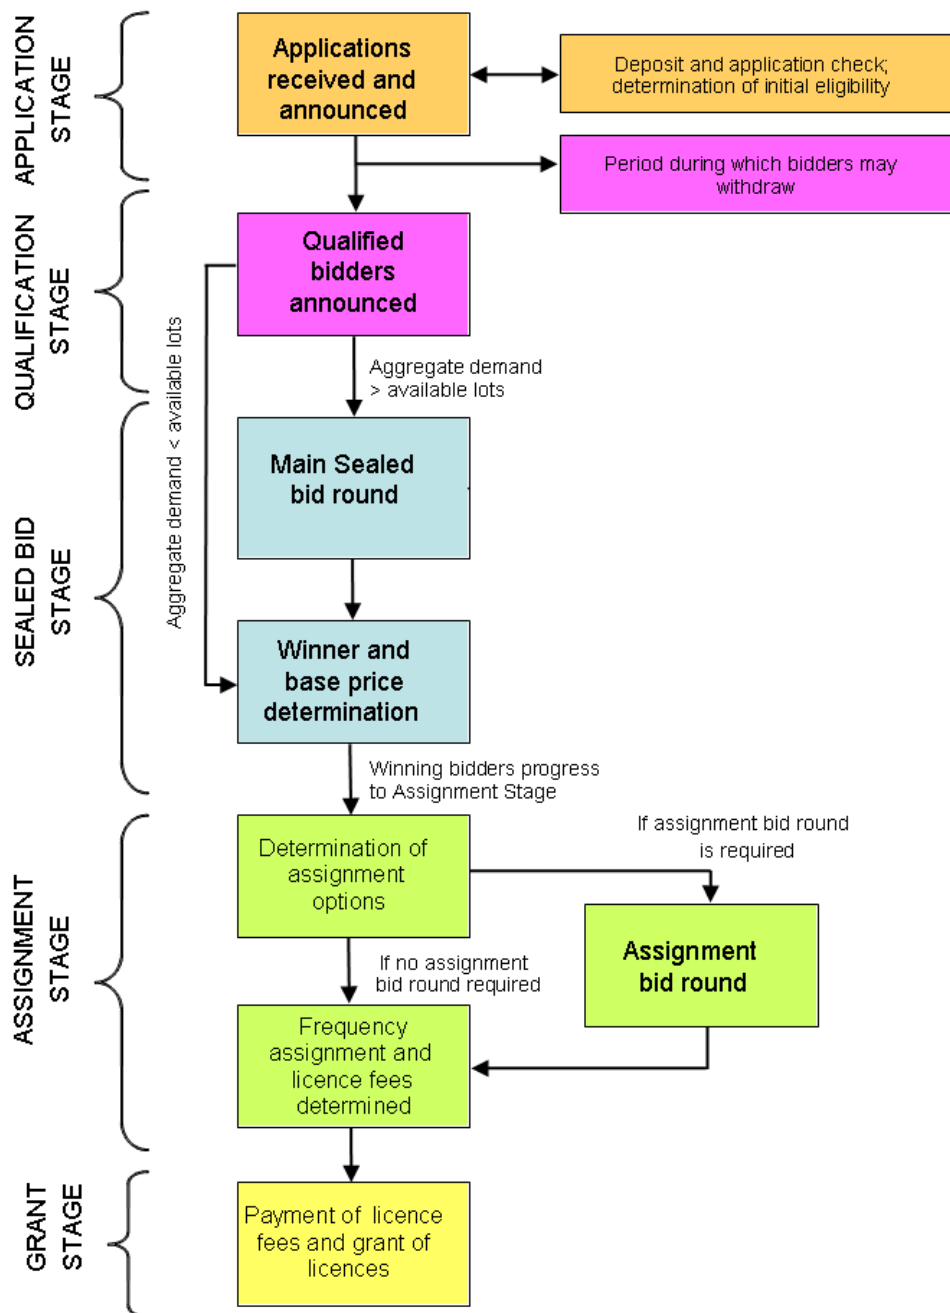 APPLICATION
STAGE
Applications
received and
announced
Deposit and application check;
determination of initial eligibility
Period during which bidders may
withdraw
QUALIFICATION
STAGE
Qualified
bidders
announced
Aggregate demand < available lots
Aggregate demand
> available lots
SEALED BID
STAGE
Main Sealed
bid round
Winner and
base price
determination
Winning bidders progress
to Assignment Stage
ASSIGNMENT
STAGE
Determination of
assignment
options
If assignment bid round
is required
If no assignment
bid round required
Assignment
bid round
Frequency
assignment and
licence fees
determined
GRANT
STAGE
Payment of licence
fees and grant of
licences